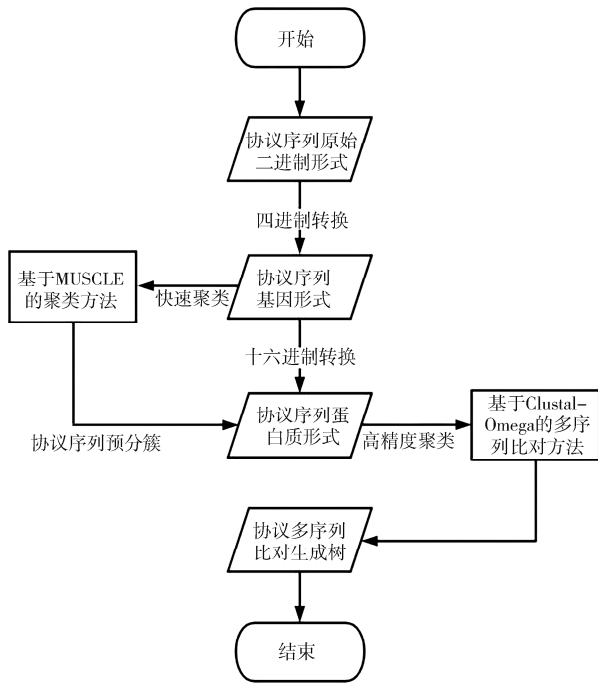 开始
协议序列原始
二进制形式
四进制转换
基于MUSCLE
的聚类方法
快速聚类
协议序列
基因形式
十六进制转换
协议序列预分簇
协议序列蛋
白质形式
高精度聚类
基于Clustal-
Omega的多序
列比对方法
协议多序列
比对生成树
结束